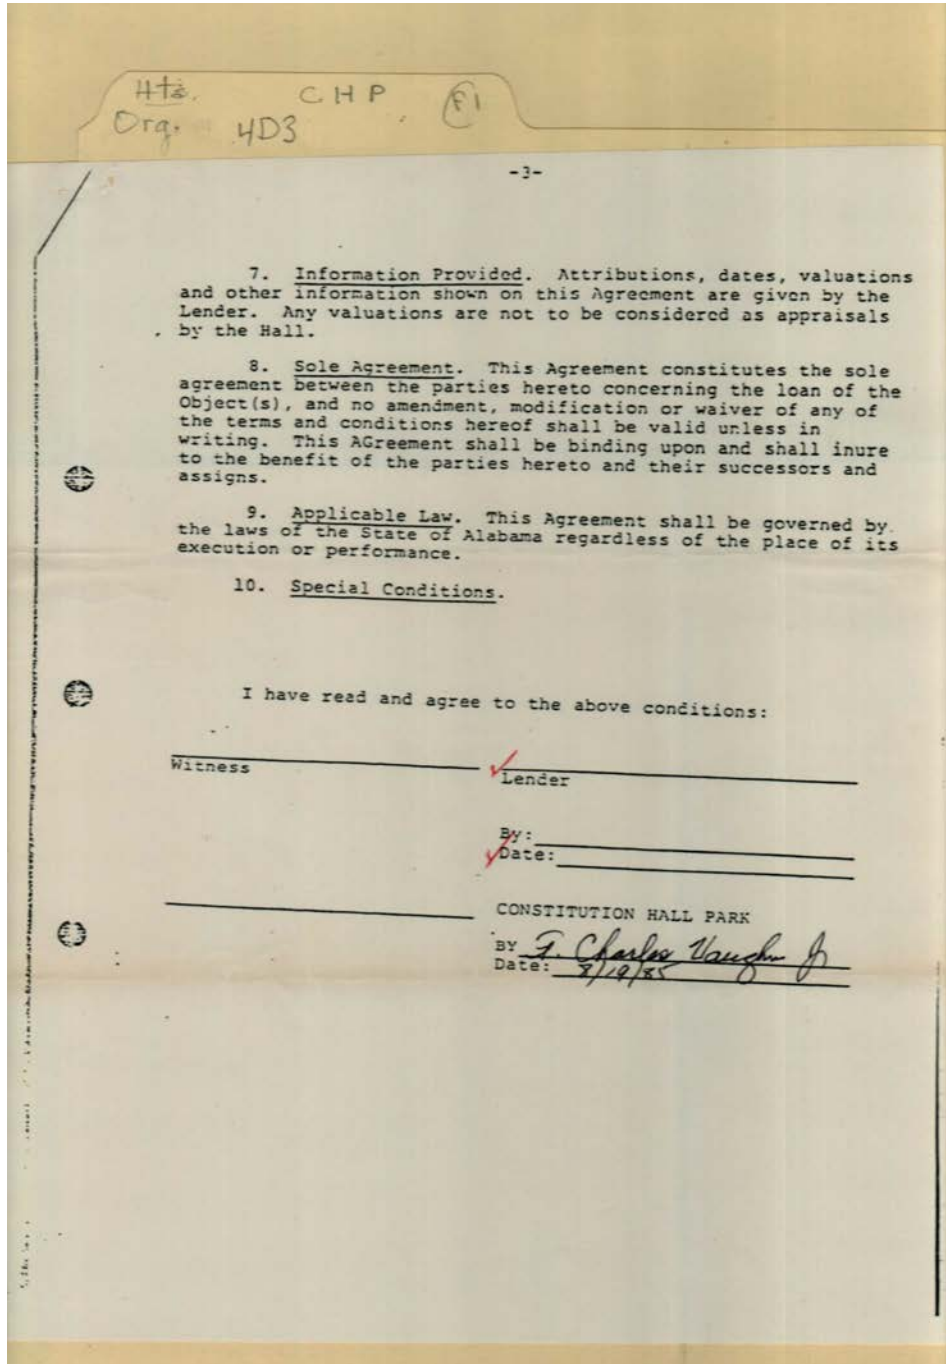 Hts. CHP F1
Org. 4D3
-3-
7. Information Provided. Attributions, dates, valuations
and other information shown on this Agreement are given by the
Lender. Any valuations are not to be considered as appraisals
by the Hall.
8. Sole Agreement. This Agreement constitutes the sole
agreement between the parties hereto concerning the loan of the
Object(s), and no amendment, modification or waiver of any of
the terms and conditions hereof shall be valid unless in
writing. This AGreement shall be binding upon and shall inure
to the benefit of the parties hereto and their successors and
assigns.
9. Applicable Law. This Agreement shall be governed by
the laws of the State of Alabama regardless of the place of its
execution or performance.
10. Special Conditions.
I have read and agree to the above conditions:
Witness
Lender
By:
Date:
CONSTITUTION HALL PARK
BY F. Charles Vaughn Jr
Date: 8/19/85